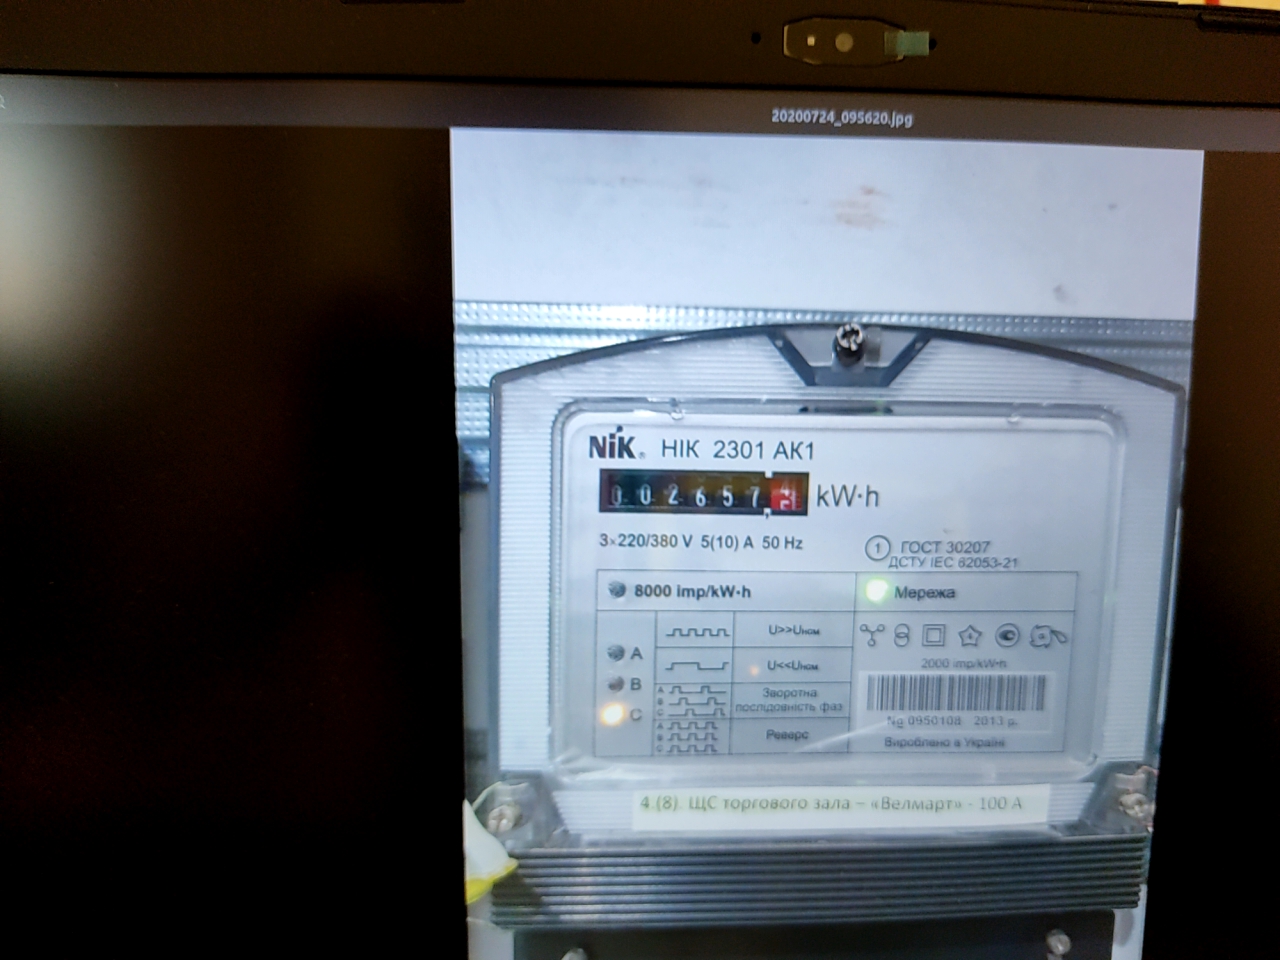 20200724_095620.jpg
NiK® НІК 2301 АК1
002657 kW·h
3×220/380 V 5(10) A 50 Hz
1 ГОСТ 30207
ДСТУ IEC 62053-21
8000 imp/kW·h
Мережа
A
U>>Uном.
U<<Uном.
B
C
A
B
C
Зворотна
послідовність фаз
A
B
C
Реверс
2000 imp/kW·h
№ 0950108 2013 р.
Вироблено в Україні
4.(8). ЩС торгового зала – «Велмарт» - 100 А